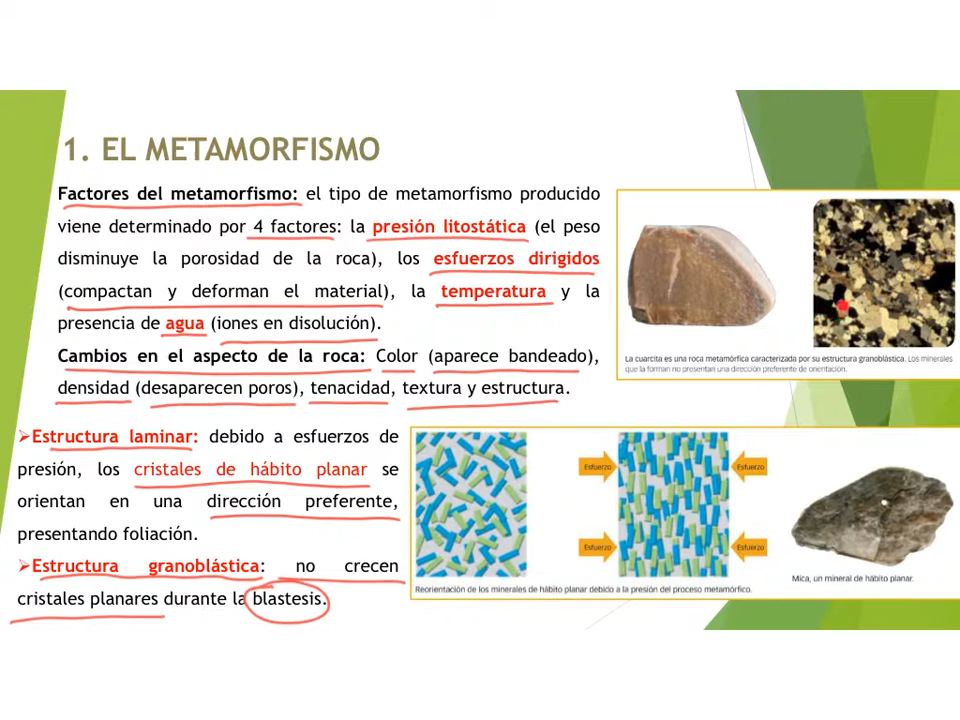 1. EL METAMORFISMO
Factores del metamorfismo: el tipo de metamorfismo producido
viene determinado por 4 factores: la presión litostática (el peso
disminuye la porosidad de la roca), los esfuerzos dirigidos
(compactan y deforman el material), la temperatura y la
presencia de agua (iones en disolución).
Cambios en el aspecto de la roca: Color (aparece bandeado),
densidad (desaparecen poros), tenacidad, textura y estructura.
La cuarcita es una roca metamórfica caracterizada por su estructura granoblástica. Los minerales
que la forman no presentan una dirección preferente de orientación.
➢Estructura laminar: debido a esfuerzos de
presión, los cristales de hábito planar se
orientan en una dirección preferente,
presentando foliación.
➢Estructura granoblástica: no crecen
cristales planares durante la blastesis.
Esfuerzo
Esfuerzo
Esfuerzo
Esfuerzo
Reorientación de los minerales de hábito planar debido a la presión del proceso metamórfico.
Mica, un mineral de hábito planar.